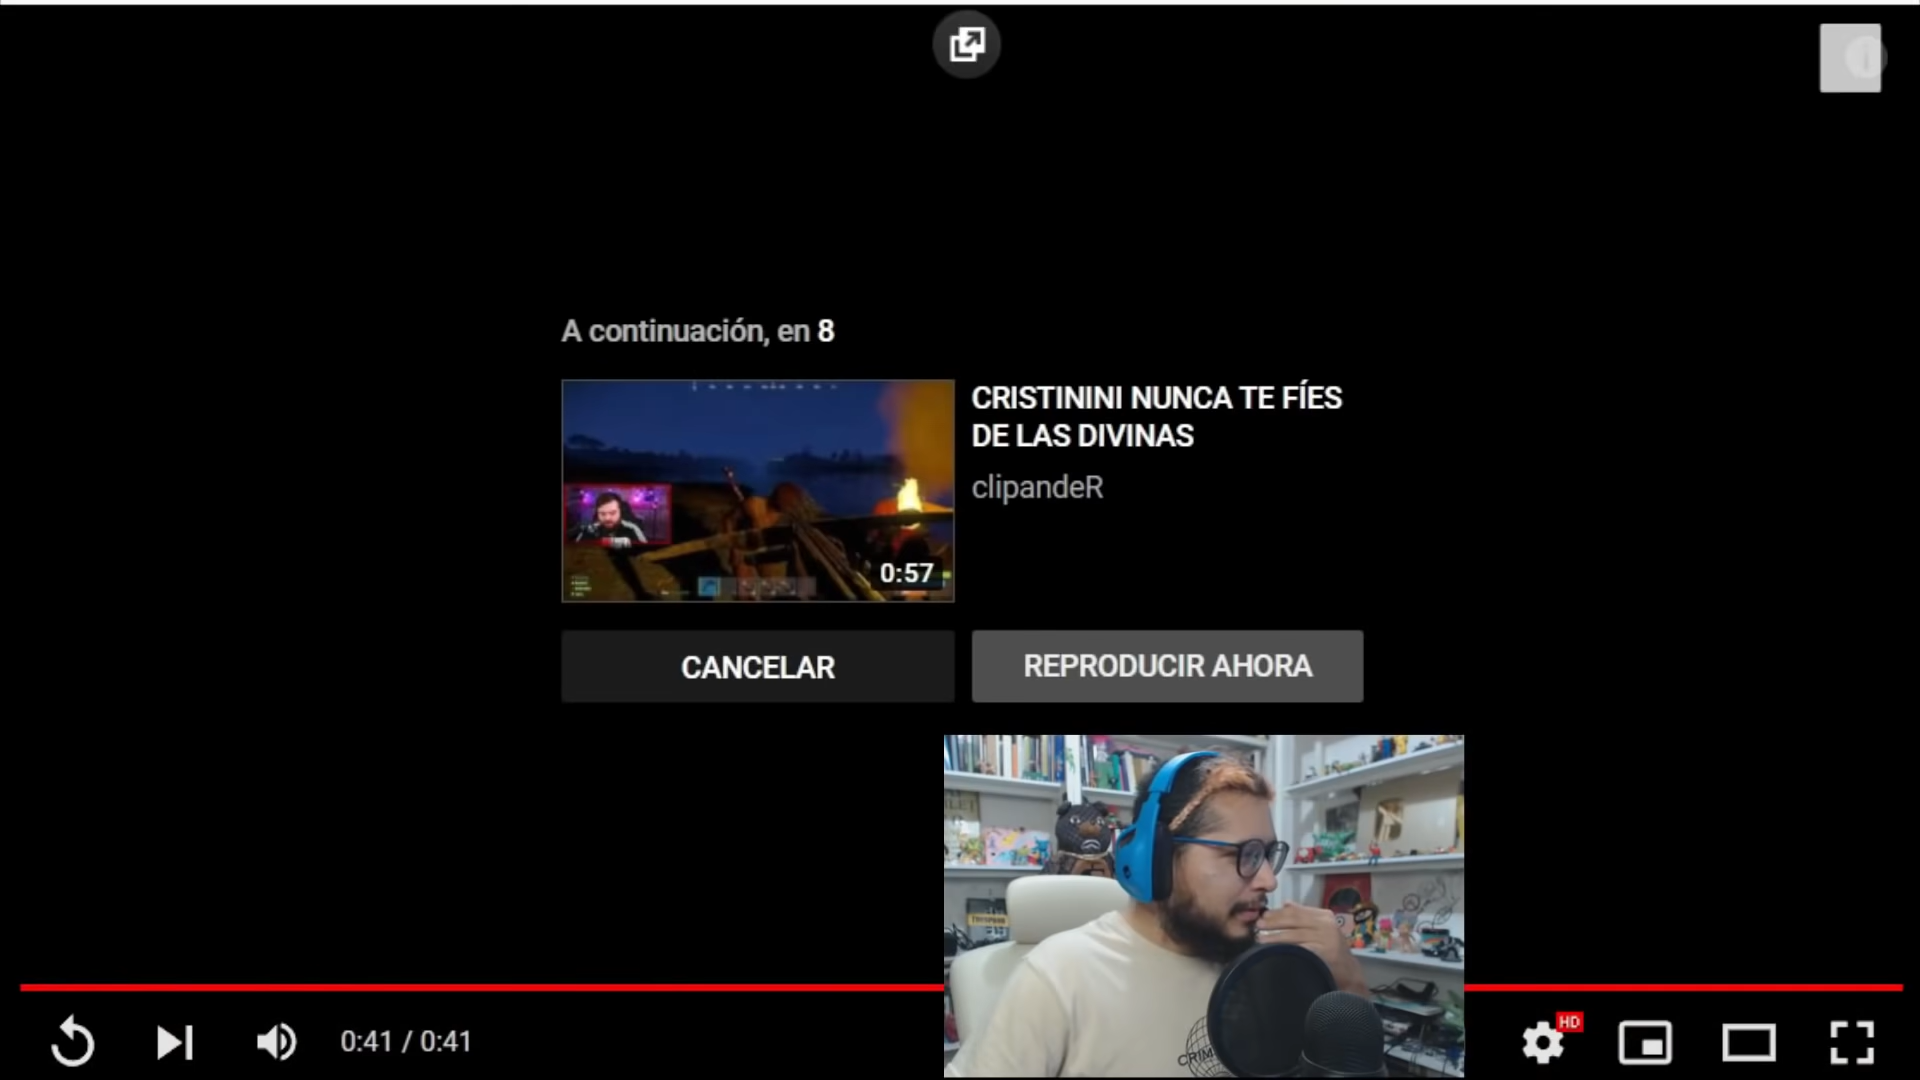 A continuación, en 8
CRISTININI NUNCA TE FÍES
DE LAS DIVINAS
clipandeR
0:57
CANCELAR
REPRODUCIR AHORA
CRIM
0:41 / 0:41
HD